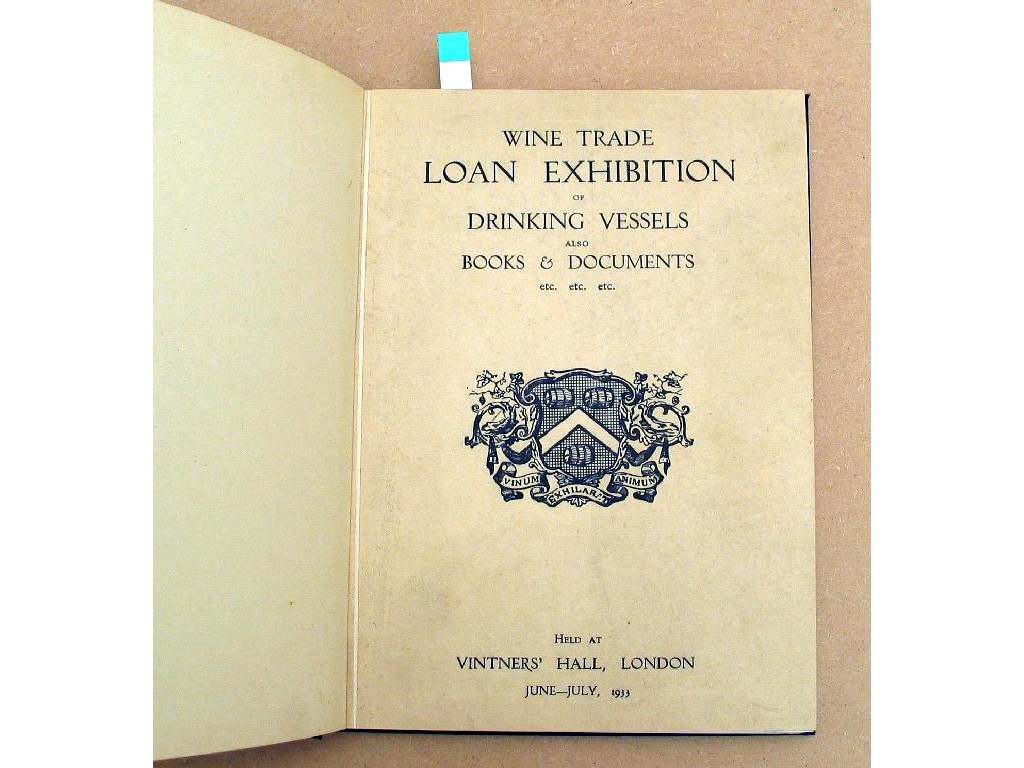 WINE TRADE
LOAN EXHIBITION
OF
DRINKING VESSELS
ALSO
BOOKS & DOCUMENTS
etc. etc. etc.
VINUM EXHILARAT ANIMUM
HELD AT
VINTNERS' HALL, LONDON
JUNE—JULY, 1933